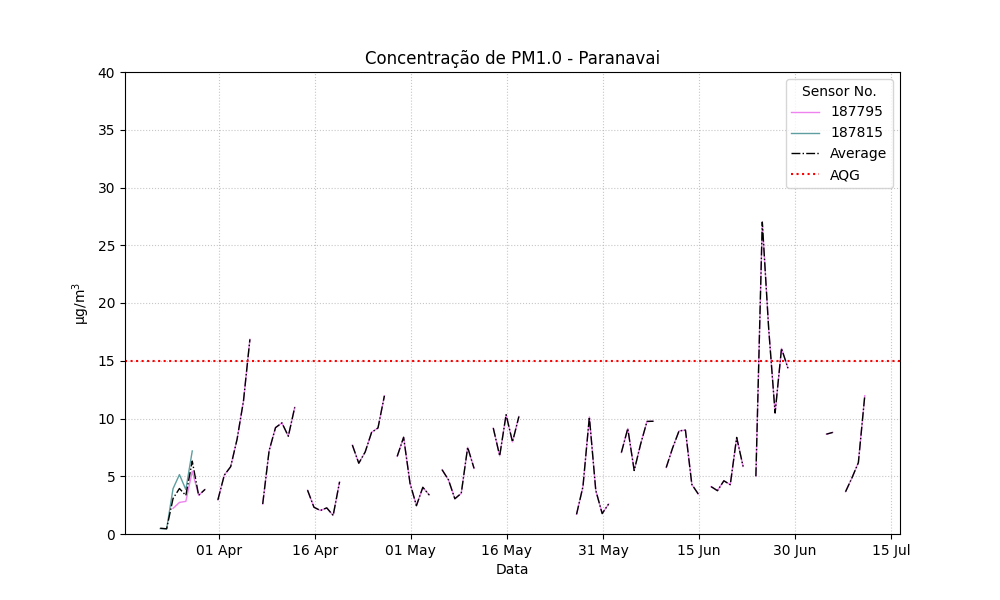 Concentração de PM1.0 - Paranavai
40
35
30
25
20
15
10
5
0
µg/m³
Sensor No.
187795
187815
Average
AQG
01 Apr
16 Apr
01 May
16 May
31 May
15 Jun
30 Jun
15 Jul
Data